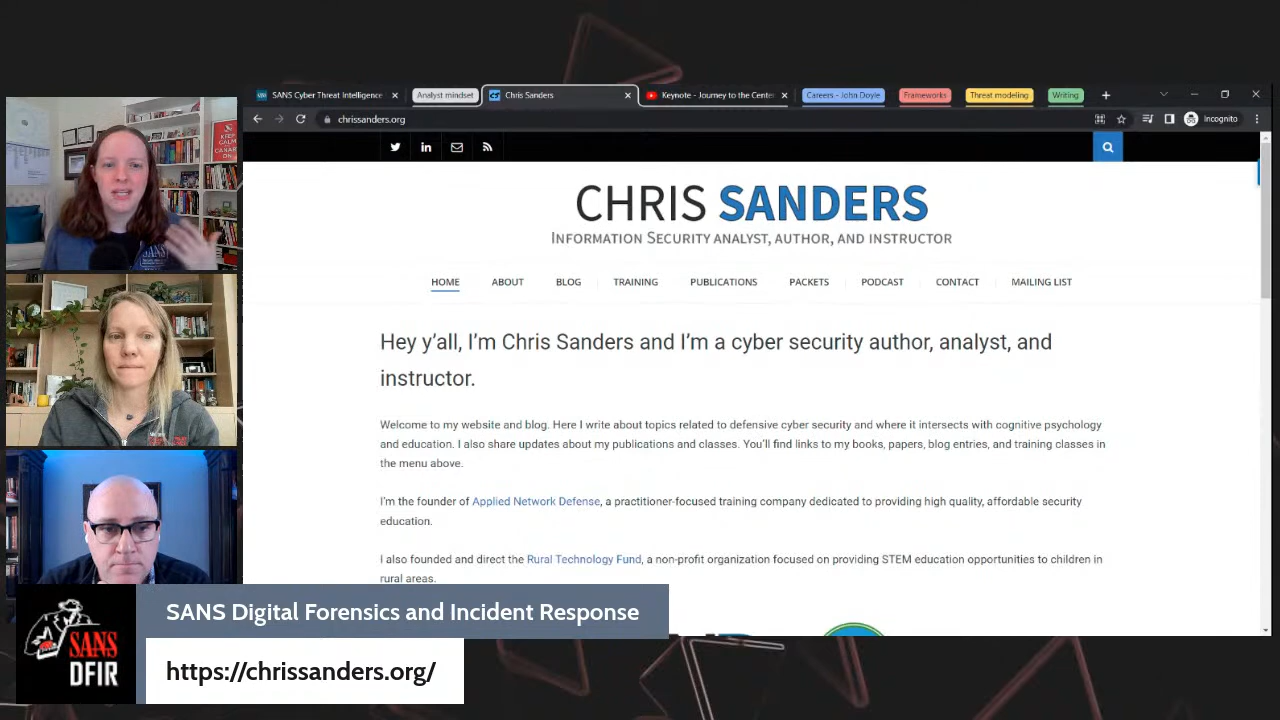 SANS Cyber Threat Intelligence
Analyst mindset
Chris Sanders
Keynote - Journey to the Center
Careers - John Doyle
Frameworks
Threat modeling
Writing
chrissanders.org
Incognito
CHRIS SANDERS
INFORMATION SECURITY ANALYST, AUTHOR, AND INSTRUCTOR
HOME ABOUT BLOG TRAINING PUBLICATIONS PACKETS PODCAST CONTACT MAILING LIST
Hey y'all, I'm Chris Sanders and I'm a cyber security author, analyst, and
instructor.
Welcome to my website and blog. Here I write about topics related to defensive cyber security and where it intersects with cognitive psychology
and education. I also share updates about my publications and classes. You'll find links to my books, papers, blog entries, and training classes in
the menu above.
I'm the founder of Applied Network Defense, a practitioner-focused training company dedicated to providing high quality, affordable security
education.
I also founded and direct the Rural Technology Fund, a non-profit organization focused on providing STEM education opportunities to children in
rural areas.
KEEP
CALM
SANS
SANS
DFIR
SANS Digital Forensics and Incident Response
https://chrissanders.org/